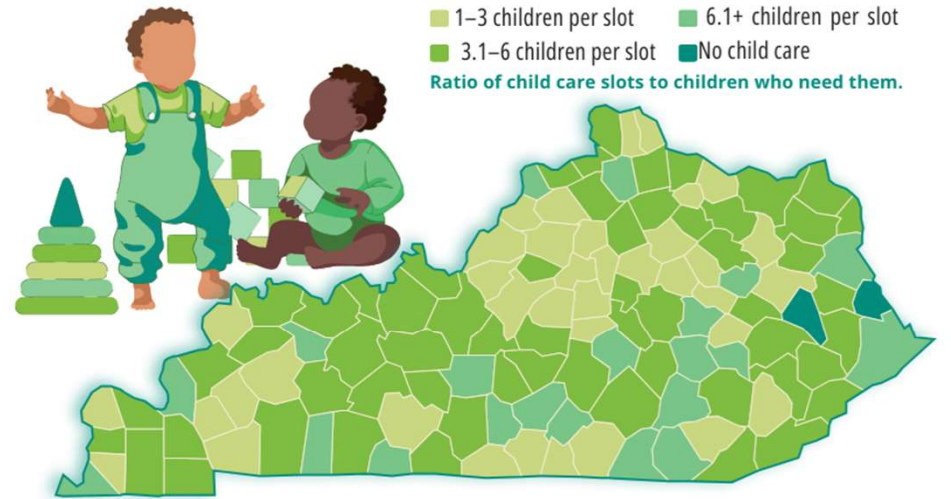 1–3 children per slot
6.1+ children per slot
3.1–6 children per slot
No child care
Ratio of child care slots to children who need them.